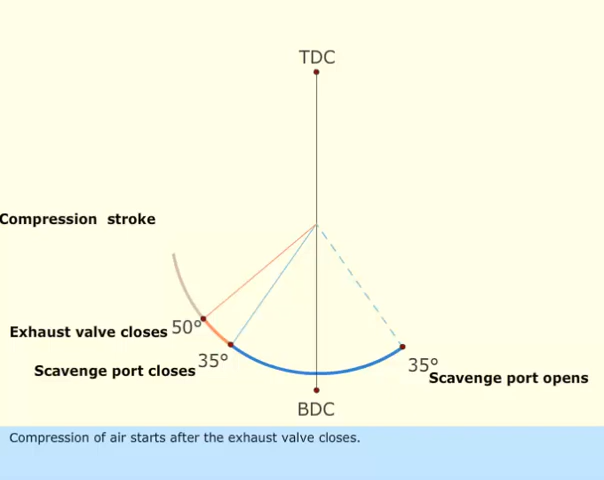 TDC
Compression  stroke
Exhaust valve closes 50°
Scavenge port closes 35°
35° Scavenge port opens
BDC
Compression of air starts after the exhaust valve closes.